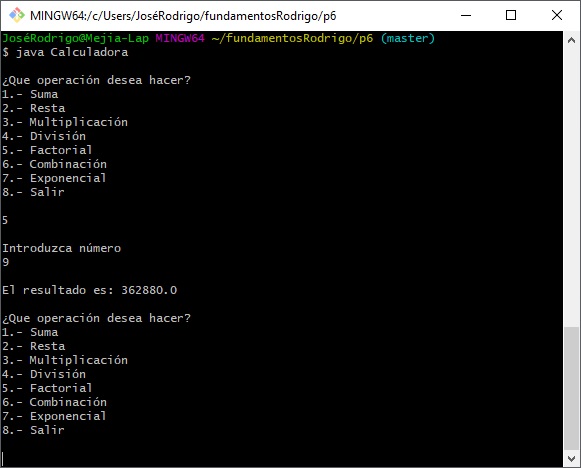 MINGW64:/c/Users/JoséRodrigo/fundamentosRodrigo/p6
JoséRodrigo@Mejia-Lap MINGW64 ~/fundamentosRodrigo/p6 (master)
$ java Calculadora
¿Que operación desea hacer?
1.- Suma
2.- Resta
3.- Multiplicación
4.- División
5.- Factorial
6.- Combinación
7.- Exponencial
8.- Salir
5
Introduzca número
9
El resultado es: 362880.0
¿Que operación desea hacer?
1.- Suma
2.- Resta
3.- Multiplicación
4.- División
5.- Factorial
6.- Combinación
7.- Exponencial
8.- Salir